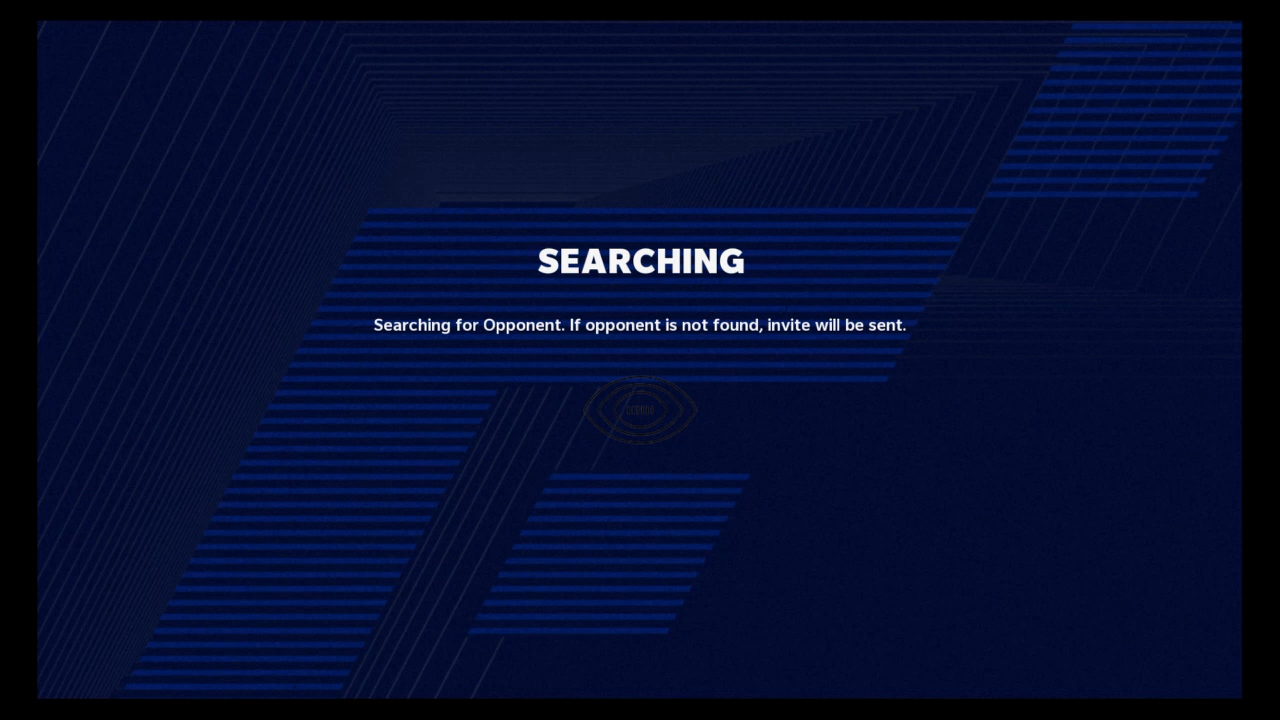 SEARCHING
Searching for Opponent. If opponent is not found, invite will be sent.